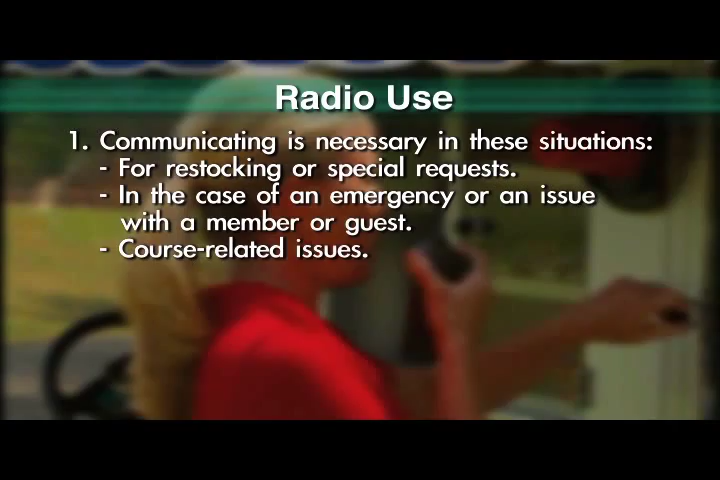 Radio Use
1. Communicating is necessary in these situations:
- For restocking or special requests.
- In the case of an emergency or an issue
with a member or guest.
- Course-related issues.